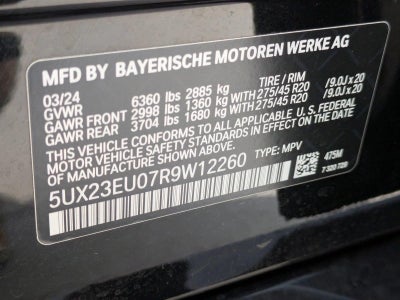 MFD BY BAYERISCHE MOTOREN WERKE AG
03/24 TIRE / RIM
GVWR 6360 lbs 2885 kg
GAWR FRONT 2998 lbs 1360 kg WITH 275/45 R20 /9.0J x 20
GAWR REAR 3704 lbs 1680 kg WITH 275/45 R20 /9.0J x 20
THIS VEHICLE CONFORMS TO ALL APPLICABLE U.S. FEDERAL
MOTOR VEHICLE SAFETY STANDARDS IN EFFECT ON THE DATE
OF MANUFACTURE SHOWN ABOVE.
5UX23EU07R9W12260 TYPE: MPV 475M